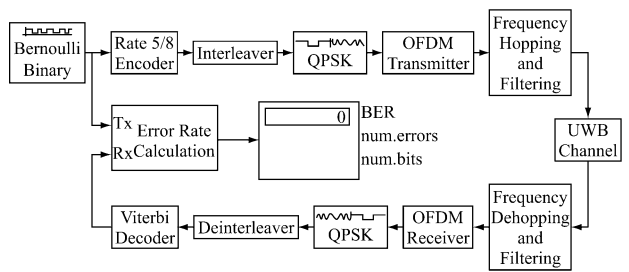 Bernoulli
Binary
Rate 5/8
Encoder
Interleaver
QPSK
OFDM
Transmitter
Frequency
Hopping
and
Filtering
UWB
Channel
Tx
Rx
Error Rate
Calculation
0
BER
num.errors
num.bits
Viterbi
Decoder
Deinterleaver
QPSK
OFDM
Receiver
Frequency
Dehopping
and
Filtering